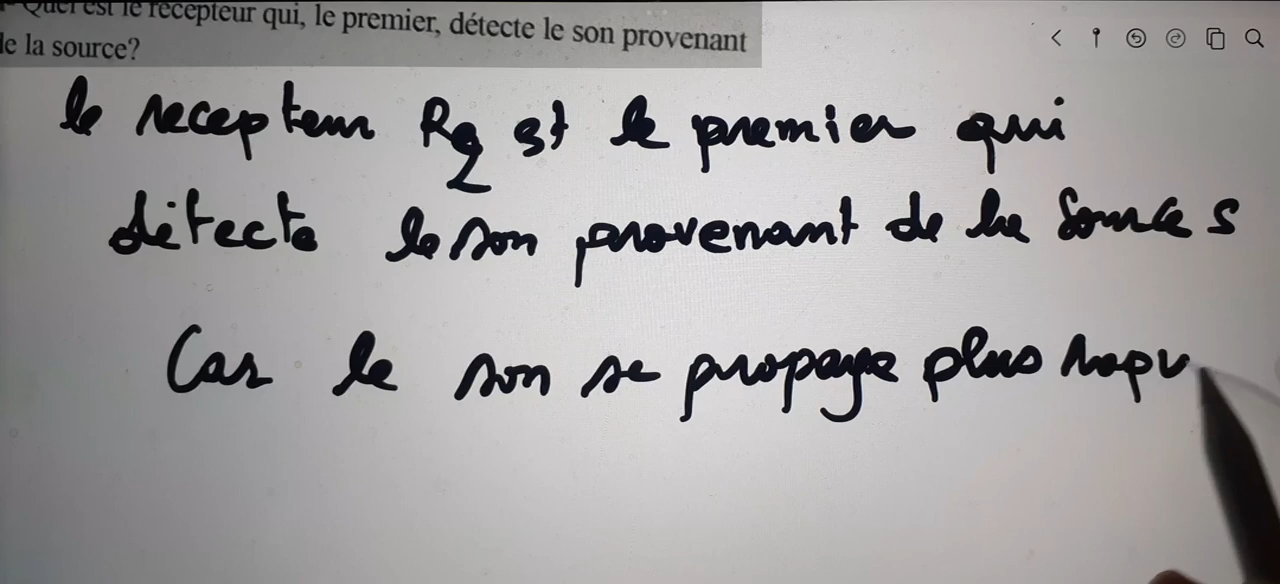 Quel est le récepteur qui, le premier, détecte le son provenant
de la source?
le recepteur R2 est le premier qui
détecte le son provenant de la source S
Car le son se propage plus rapi